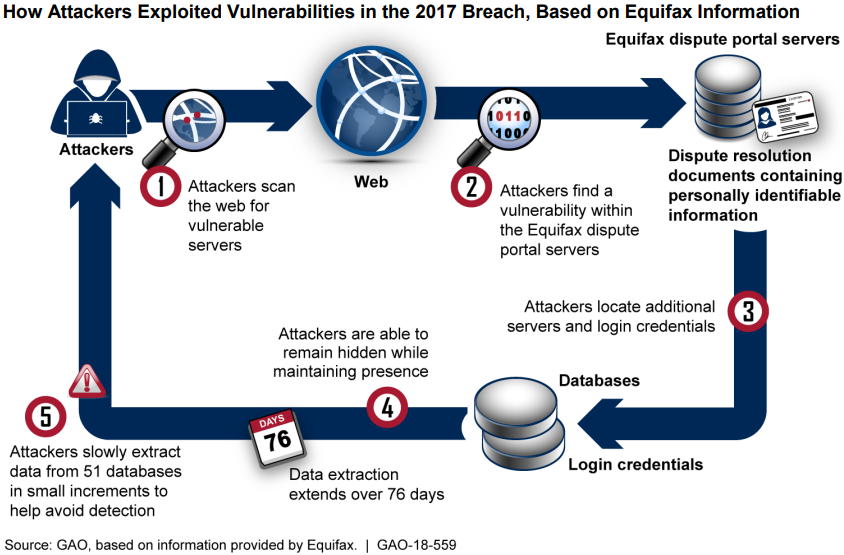 How Attackers Exploited Vulnerabilities in the 2017 Breach, Based on Equifax Information
Equifax dispute portal servers
Attackers
Web
1
Attackers scan
the web for
vulnerable
servers
101
10110
1100
2
Attackers find a
vulnerability within
the Equifax dispute
portal servers
Dispute resolution
documents containing
personally identifiable
information
3
Attackers locate additional
servers and login credentials
Databases
Login credentials
4
Attackers are able to
remain hidden while
maintaining presence
DAYS
76
Data extraction
extends over 76 days
5
Attackers slowly extract
data from 51 databases
in small increments to
help avoid detection
Source: GAO, based on information provided by Equifax. | GAO-18-559